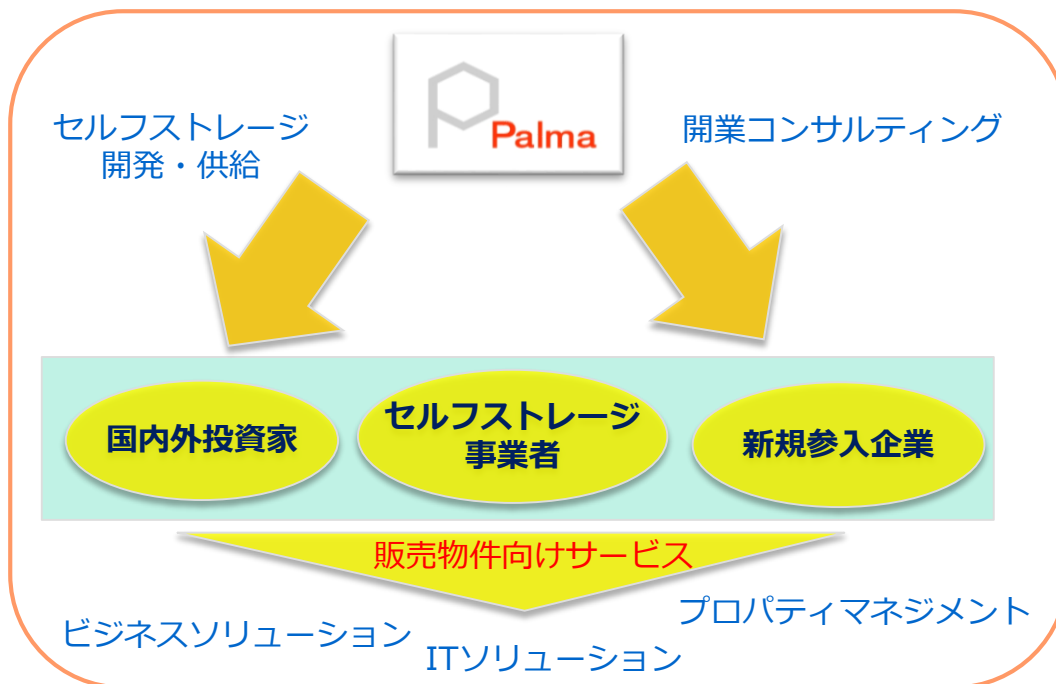 Palma
セルフストレージ
開発・供給
開業コンサルティング
国内外投資家
セルフストレージ
事業者
新規参入企業
販売物件向けサービス
ビジネスソリューション
ITソリューション
プロパティマネジメント